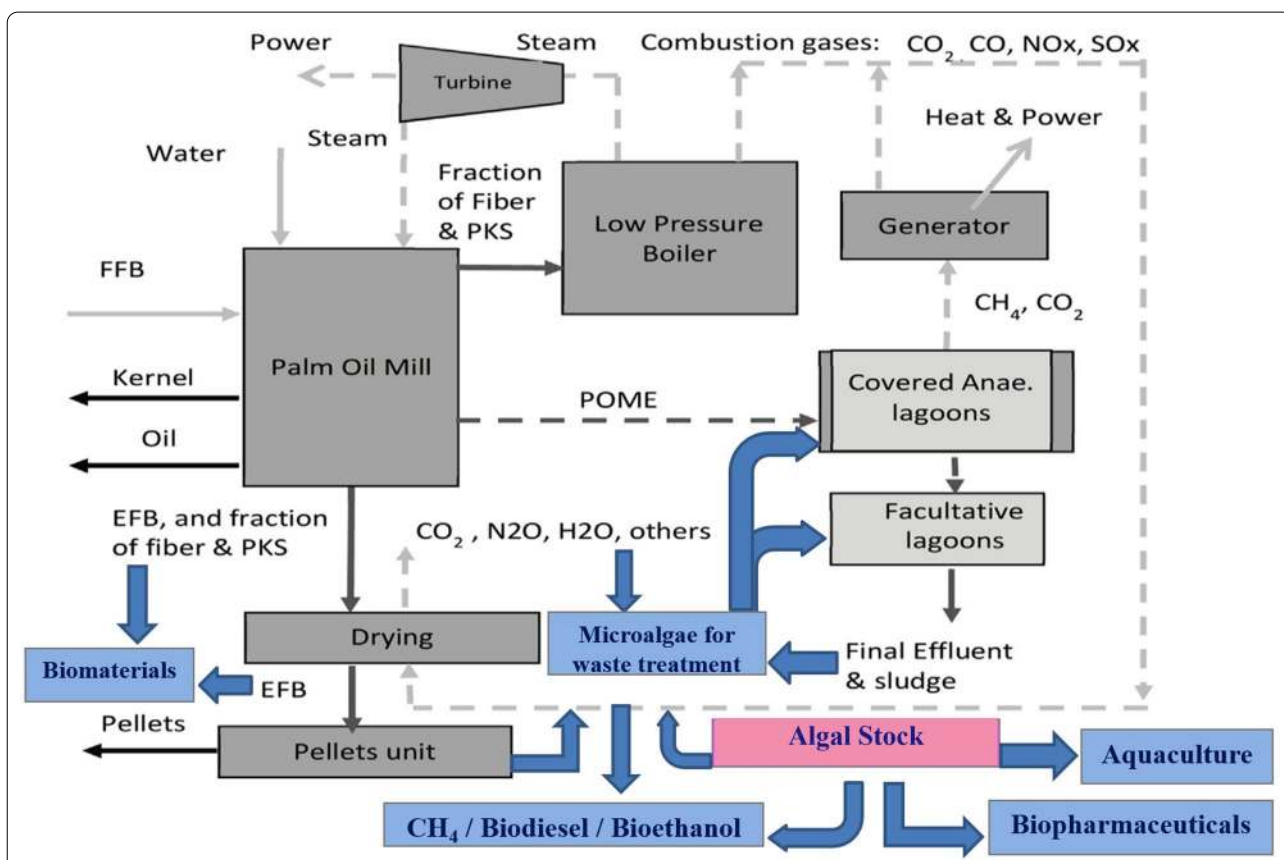 Power
Steam
Combustion gases: CO₂, CO, NOx, SOx
Turbine
Steam
Water
Heat & Power
Fraction
of Fiber
& PKS
Low Pressure
Boiler
Generator
FFB
CH₄, CO₂
Palm Oil Mill
Kernel
Covered Anae.
lagoons
POME
Oil
Facultative
lagoons
EFB, and fraction
of fiber & PKS
CO₂ , N2O, H2O, others
Drying
Microalgae for
waste treatment
Final Effluent
& sludge
Biomaterials
EFB
Pellets
Pellets unit
Algal Stock
Aquaculture
CH₄ / Biodiesel / Bioethanol
Biopharmaceuticals